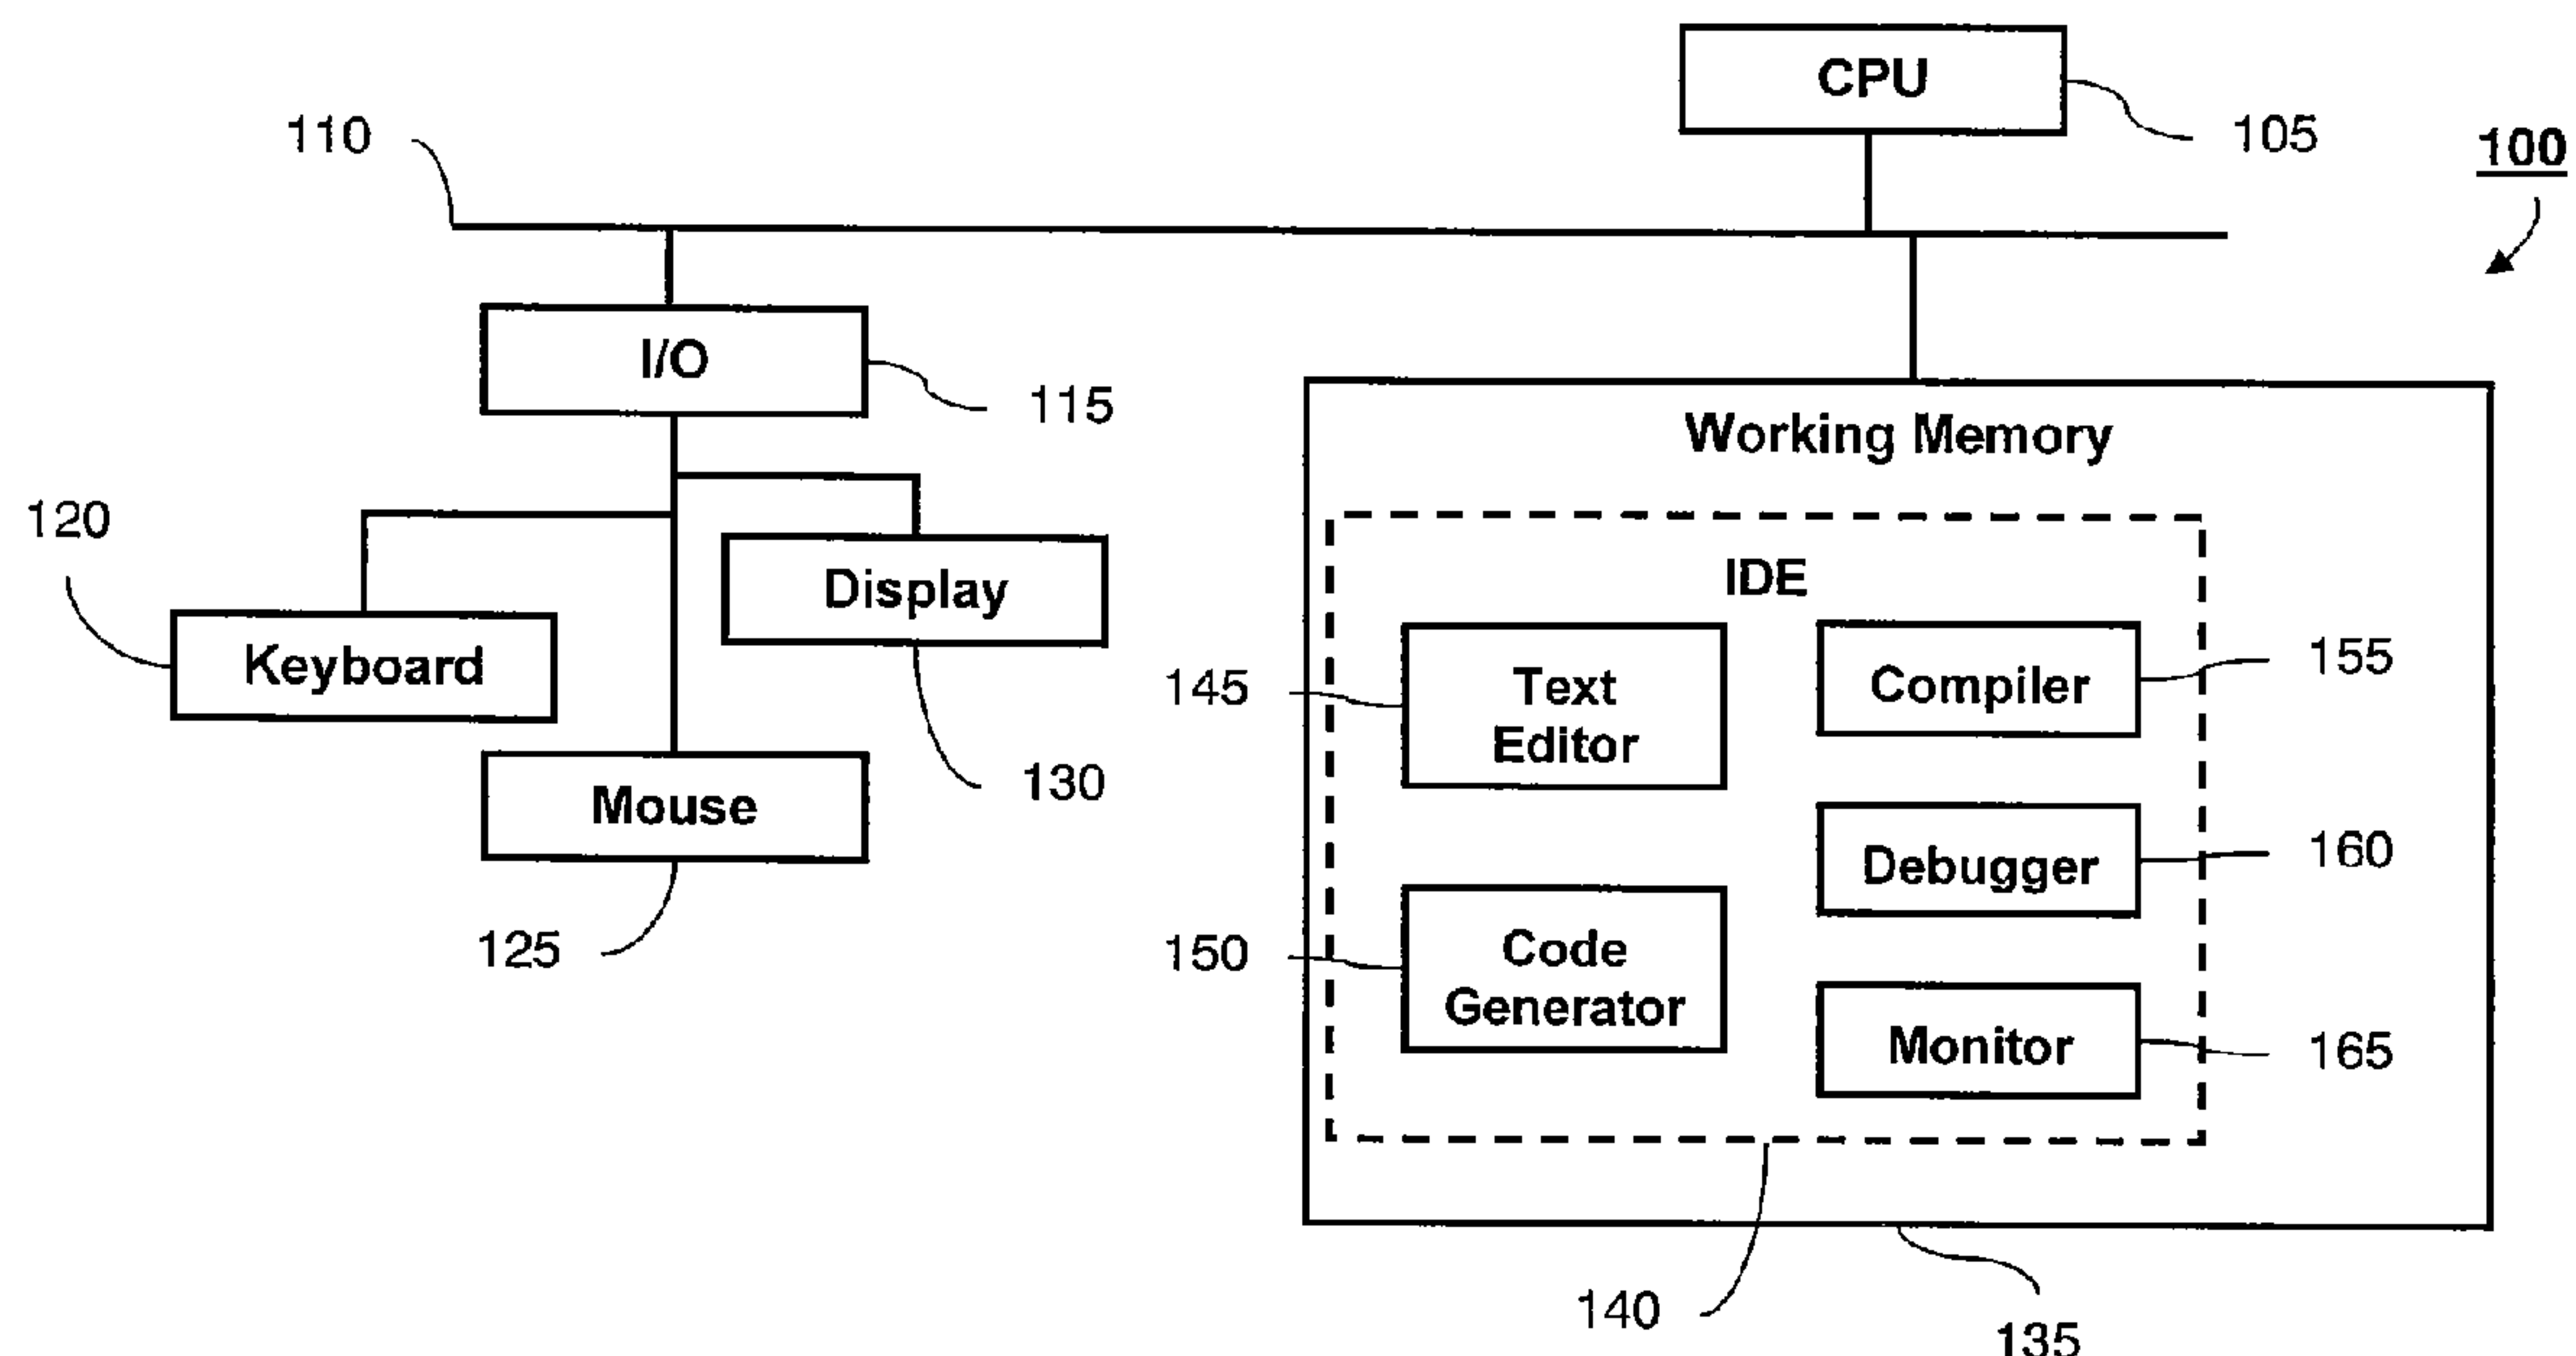 CPU
110
105
100
I/O
115
Working Memory
120
Display
IDE
Keyboard
145
Text
Editor
Compiler
155
130
Mouse
Debugger
160
125
150
Code
Generator
Monitor
165
140
135